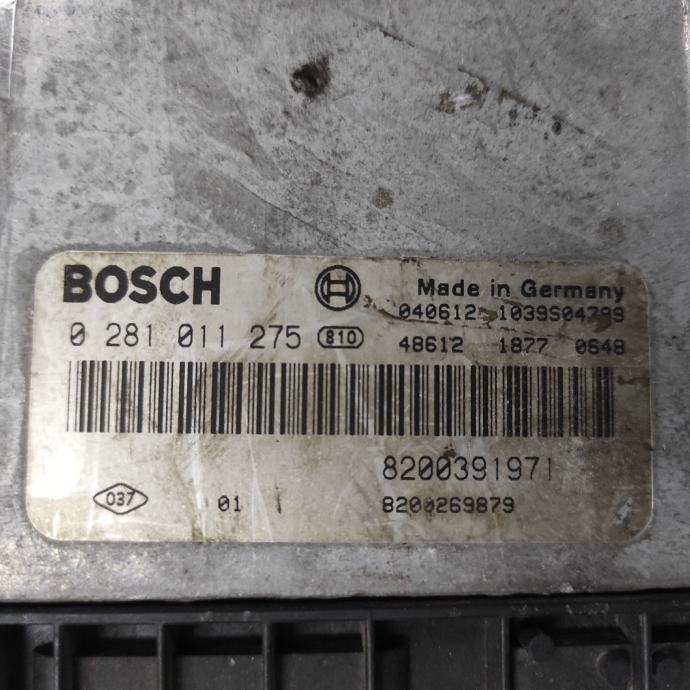 BOSCH
Made in Germany
040612 1039S04799
0 281 011 275 810
48612 1877 0648
8200391971
037 01
8200269879